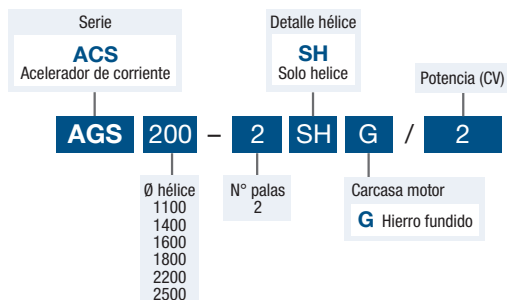 Serie
ACS
Acelerador de corriente
Detalle hélice
SH
Solo helice
Potencia (CV)
AGS 200 – 2 SH G / 2
Ø hélice
1100
1400
1600
1800
2200
2500
N° palas
2
Carcasa motor
G Hierro fundido